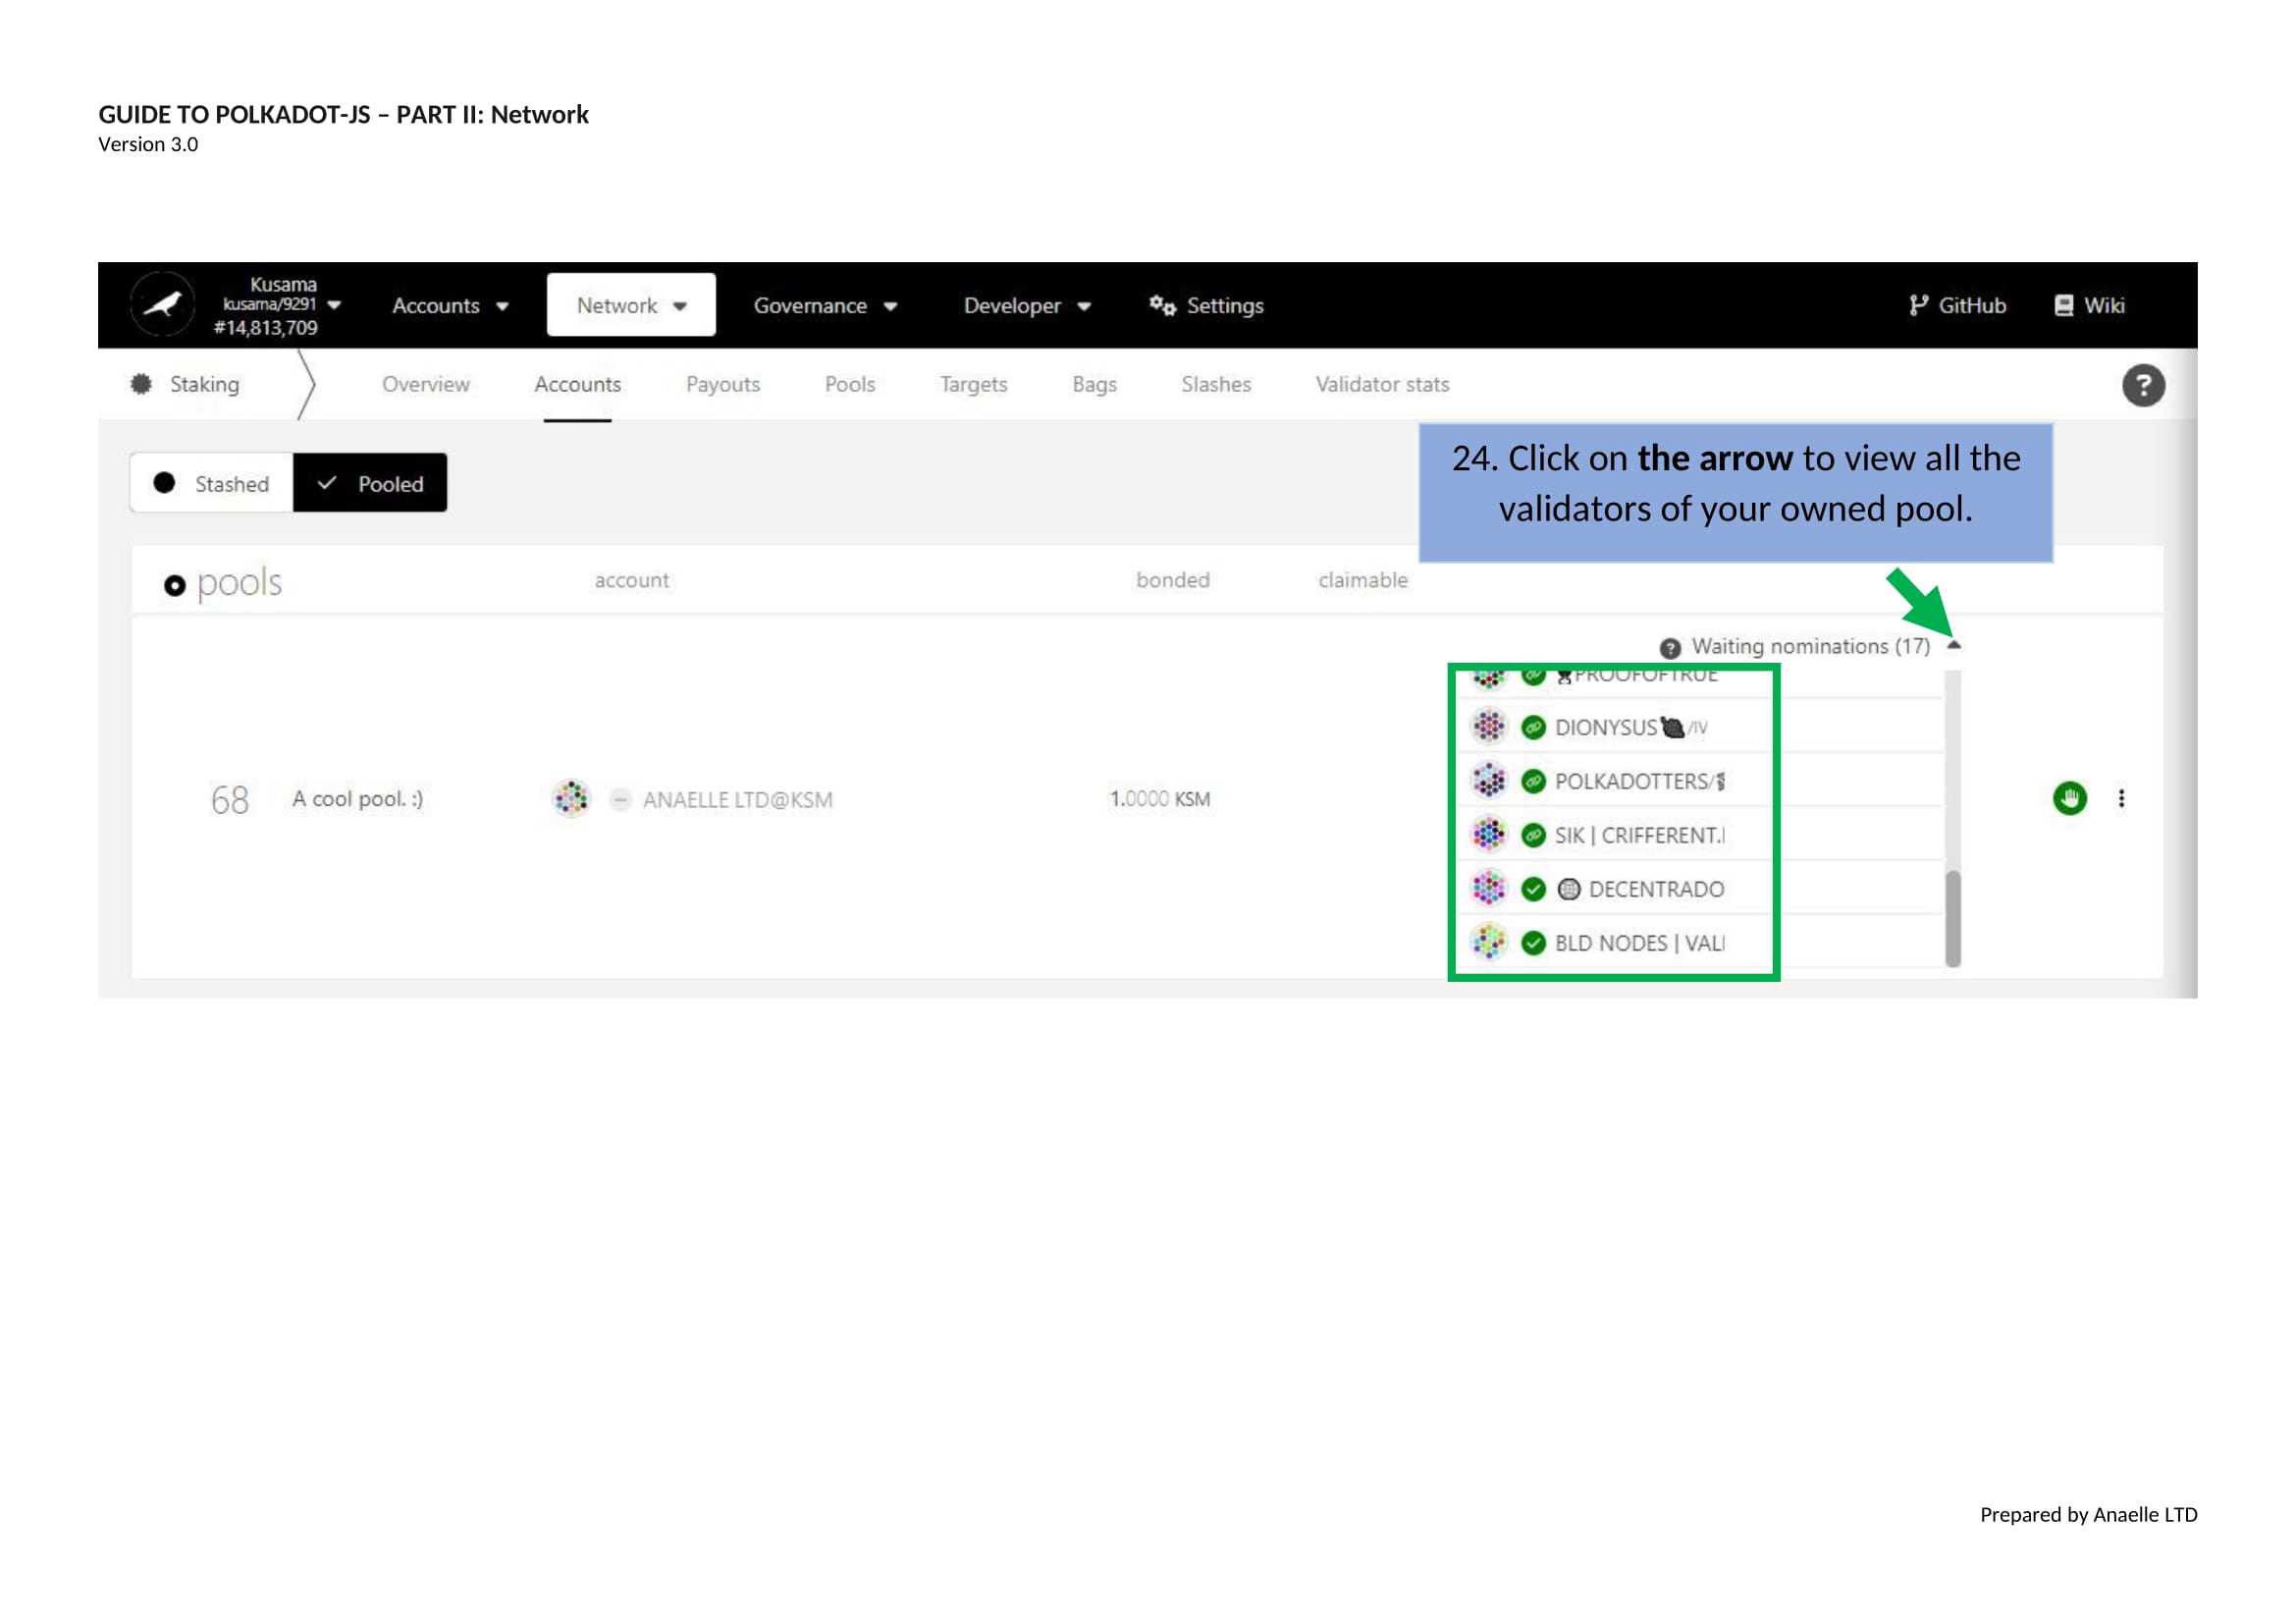 GUIDE TO POLKADOT-JS – PART II: Network
Version 3.0
Kusama
kusama/9291
#14,813,709
Accounts
Network
Governance
Developer
Settings
GitHub
Wiki
Staking
Overview
Accounts
Payouts
Pools
Targets
Bags
Slashes
Validator stats
?
Stashed
Pooled
24. Click on the arrow to view all the
validators of your owned pool.
pools
account
bonded
claimable
? Waiting nominations (17)
PROOFOFTRUE
DIONYSUS /IV
POLKADOTTERS/
SIK | CRIFFERENT.
DECENTRADO
BLD NODES | VAL
68
A cool pool. :)
ANAELLE LTD@KSM
1.0000 KSM
Prepared by Anaelle LTD